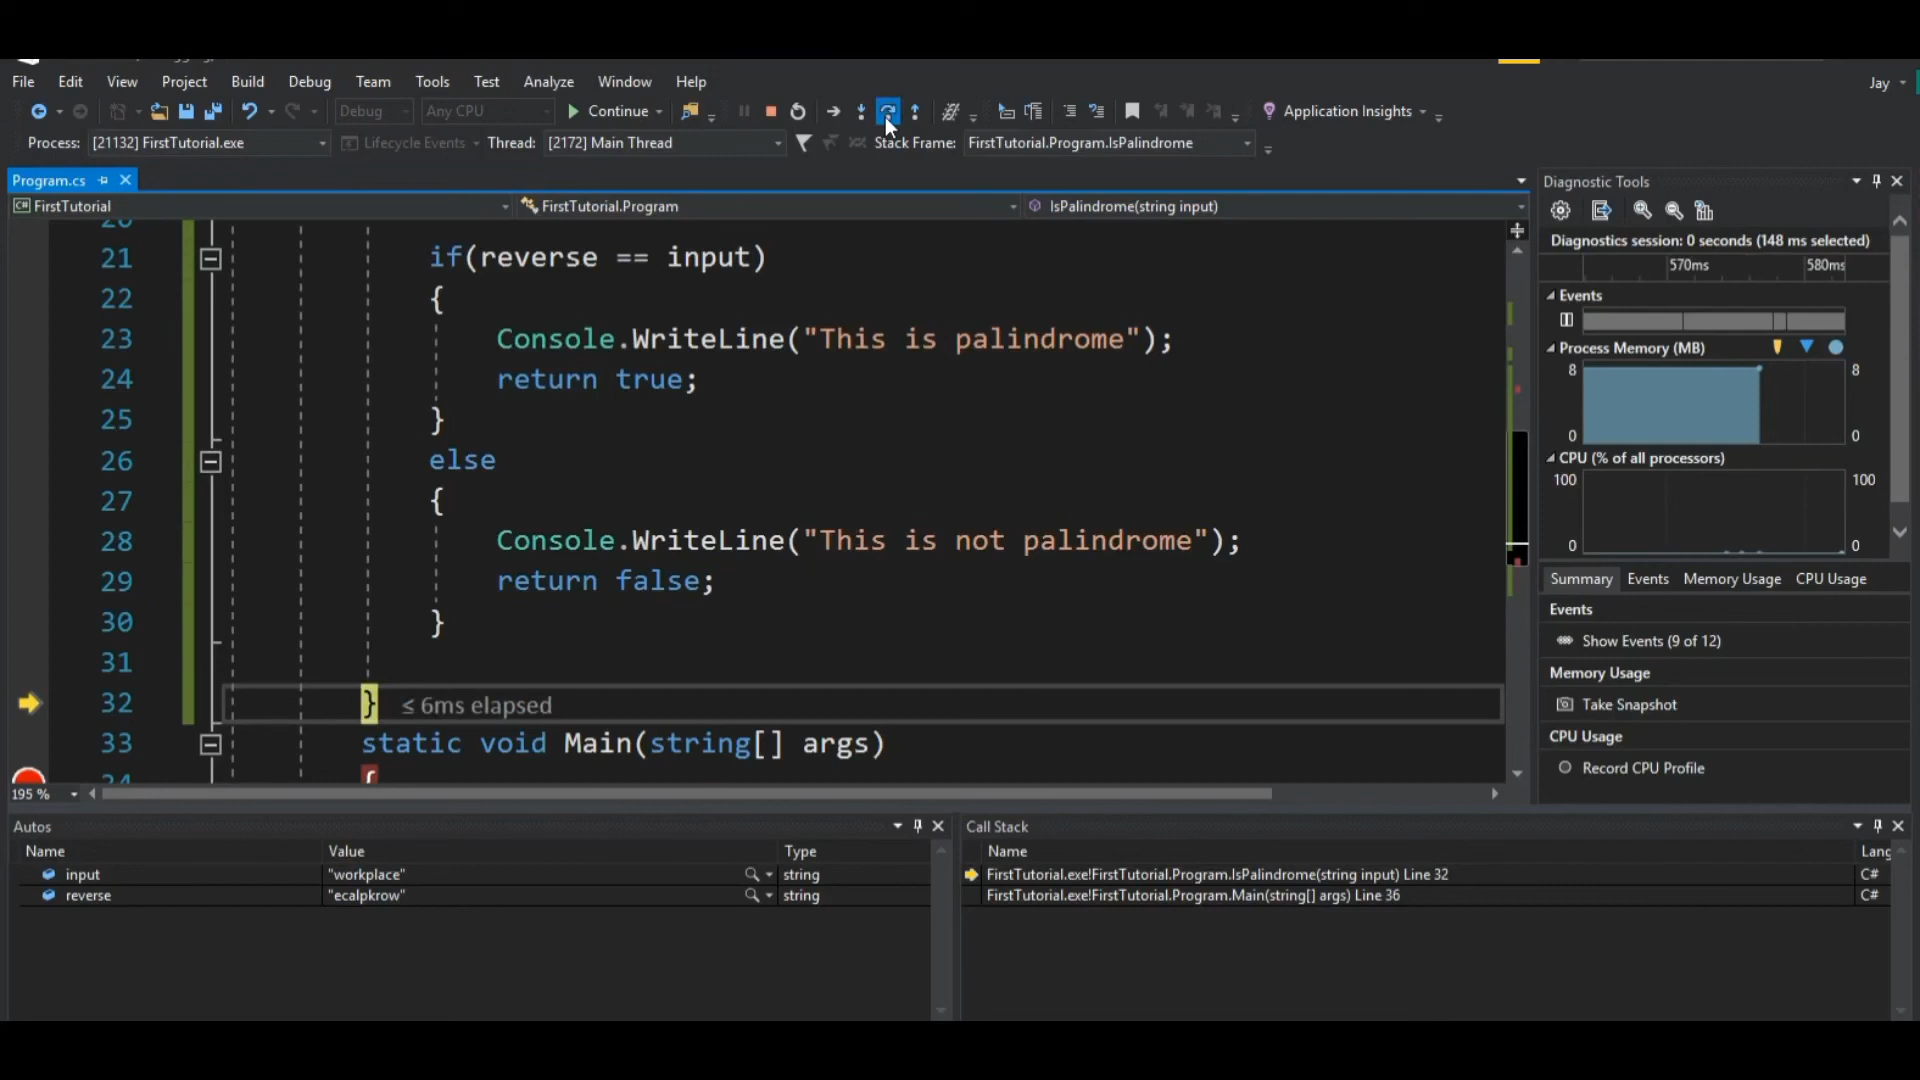 File Edit View Project Build Debug Team Tools Test Analyze Window Help Jay
Debug Any CPU Continue Application Insights
Process: [21132] FirstTutorial.exe Lifecycle Events Thread: [2172] Main Thread Stack Frame: FirstTutorial.Program.IsPalindrome
Program.cs
C# FirstTutorial FirstTutorial.Program IsPalindrome(string input)
21 if(reverse == input)
22 {
23 Console.WriteLine("This is palindrome");
24 return true;
25 }
26 else
27 {
28 Console.WriteLine("This is not palindrome");
29 return false;
30 }
31
32 } ≤ 6ms elapsed
33 static void Main(string[] args)
{
195 %
Diagnostic Tools
Diagnostics session: 0 seconds (148 ms selected)
570ms 580ms
Events
Process Memory (MB)
8 8
0 0
CPU (% of all processors)
100 100
0 0
Summary Events Memory Usage CPU Usage
Events
Show Events (9 of 12)
Memory Usage
Take Snapshot
CPU Usage
Record CPU Profile
Autos
Name Value Type
input "workplace" string
reverse "ecalpkrow" string
Call Stack
Name Lang
FirstTutorial.exe!FirstTutorial.Program.IsPalindrome(string input) Line 32 C#
FirstTutorial.exe!FirstTutorial.Program.Main(string[] args) Line 36 C#